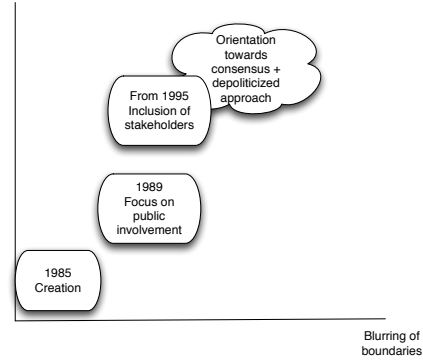 Orientation
towards
consensus +
depoliticized
approach
From 1995
Inclusion of
stakeholders
1989
Focus on
public
involvement
1985
Creation
Blurring of
boundaries